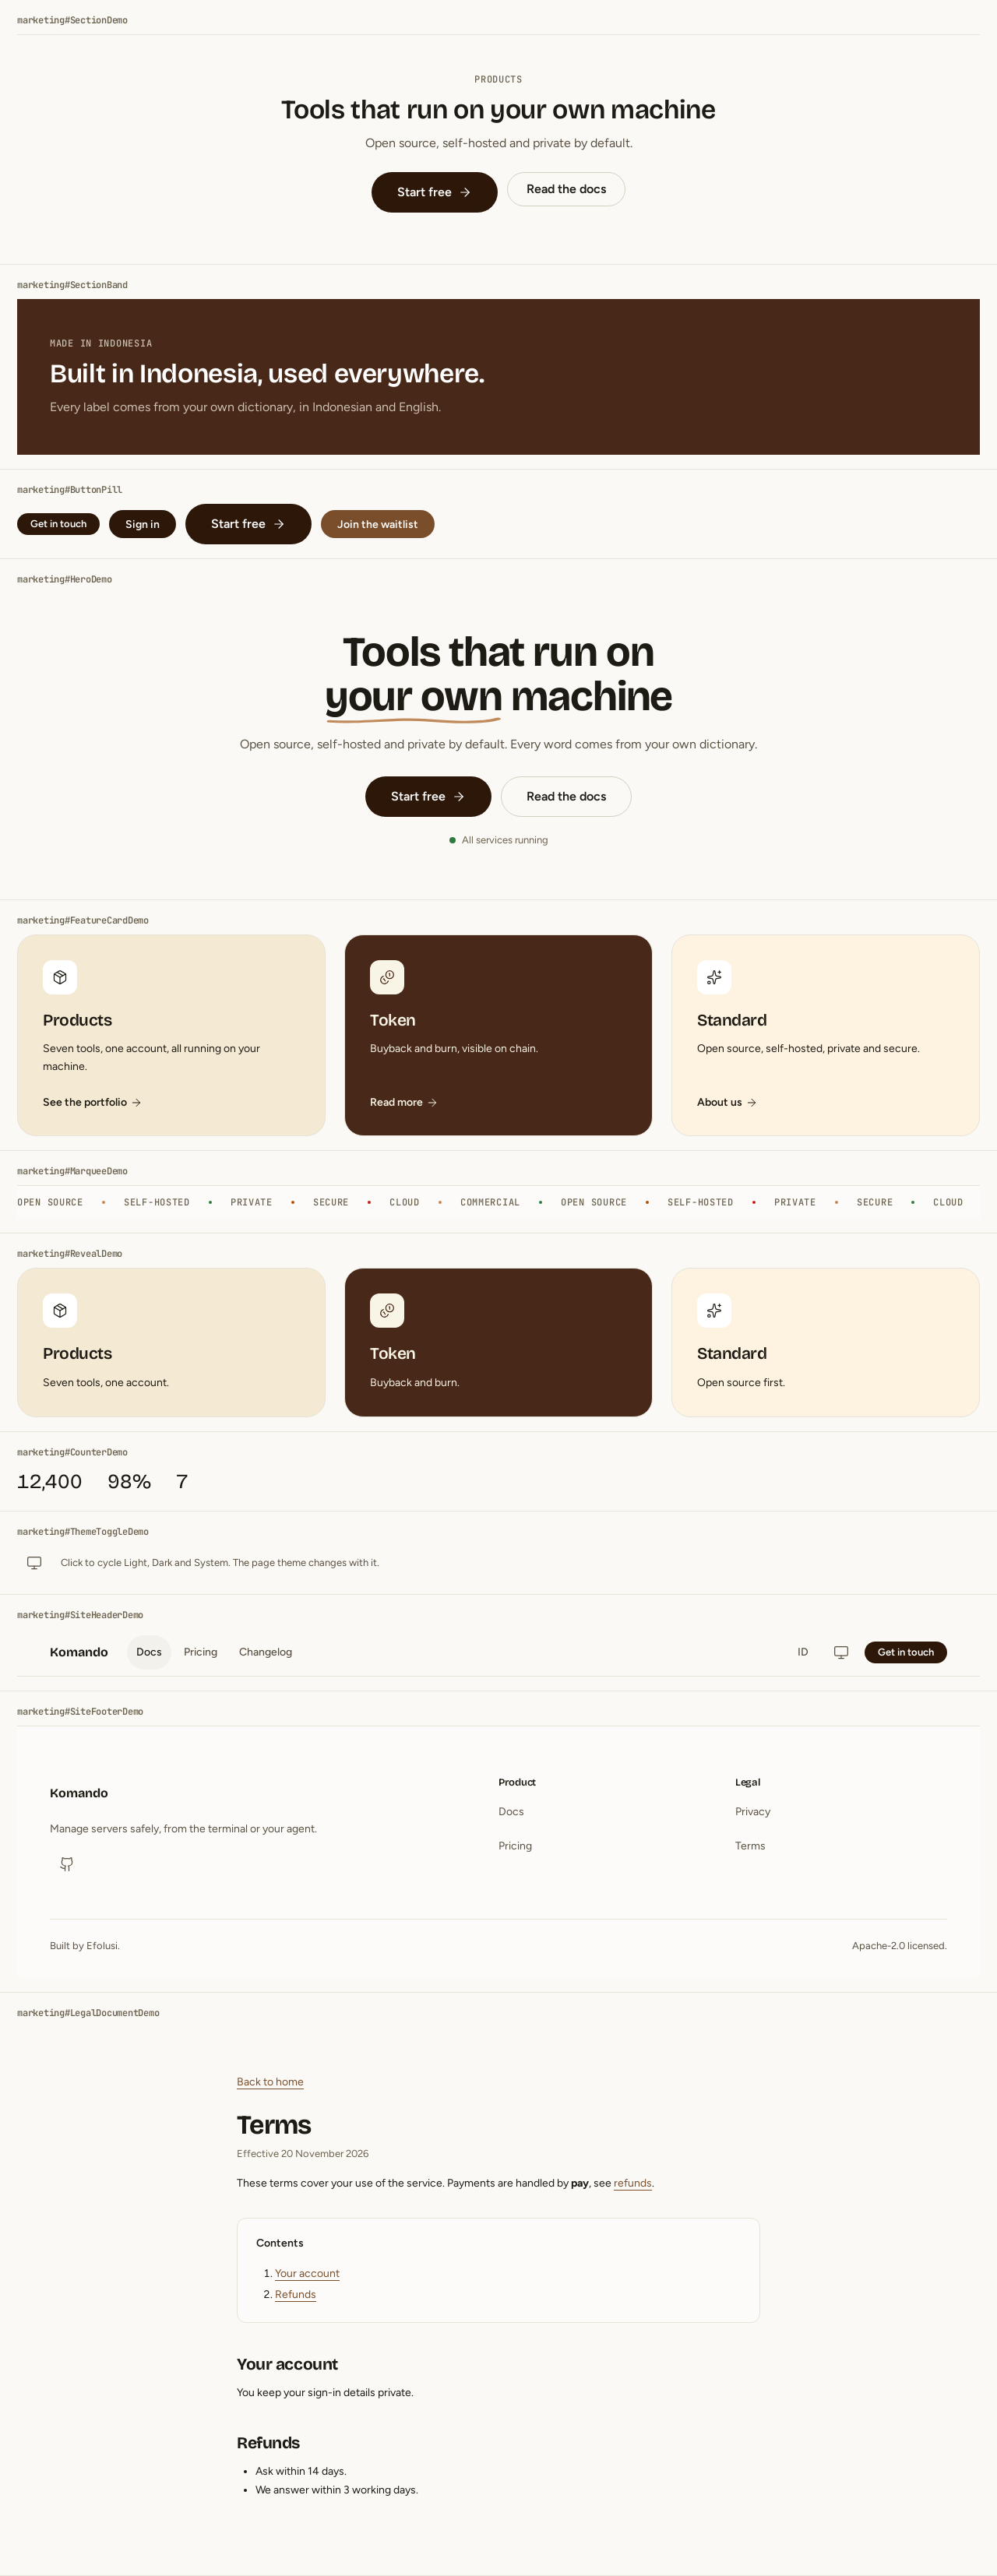 marketing#SectionDemo
PRODUCTS
Tools that run on your own machine
Open source, self-hosted and private by default.
Start free
Read the docs
marketing#SectionBand
MADE IN INDONESIA
Built in Indonesia, used everywhere.
Every label comes from your own dictionary, in Indonesian and English.
marketing#ButtonPill
Get in touch
Sign in
Start free
Join the waitlist
marketing#HeroDemo
Tools that run on
your own machine
Open source, self-hosted and private by default. Every word comes from your own dictionary.
Start free
Read the docs
All services running
marketing#FeatureCardDemo
Products
Seven tools, one account, all running on your
machine.
See the portfolio
Token
Buyback and burn, visible on chain.
Read more
Standard
Open source, self-hosted, private and secure.
About us
marketing#MarqueeDemo
OPEN SOURCE • SELF-HOSTED • PRIVATE • SECURE • CLOUD • COMMERCIAL • OPEN SOURCE • SELF-HOSTED • PRIVATE • SECURE • CLOUD
marketing#RevealDemo
Products
Seven tools, one account.
Token
Buyback and burn.
Standard
Open source first.
marketing#CounterDemo
12,400 98% 7
marketing#ThemeToggleDemo
Click to cycle Light, Dark and System. The page theme changes with it.
marketing#SiteHeaderDemo
Komando Docs Pricing Changelog ID Get in touch
marketing#SiteFooterDemo
Komando
Manage servers safely, from the terminal or your agent.
Product
Docs
Pricing
Legal
Privacy
Terms
Built by Efolusi.
Apache-2.0 licensed.
marketing#LegalDocumentDemo
Back to home
Terms
Effective 20 November 2026
These terms cover your use of the service. Payments are handled by pay, see refunds.
Contents
1. Your account
2. Refunds
Your account
You keep your sign-in details private.
Refunds
• Ask within 14 days.
• We answer within 3 working days.